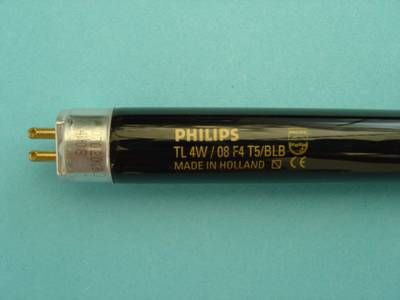 PHILIPS
TL 4W / 08 F4 T5/BLB
MADE IN HOLLAND